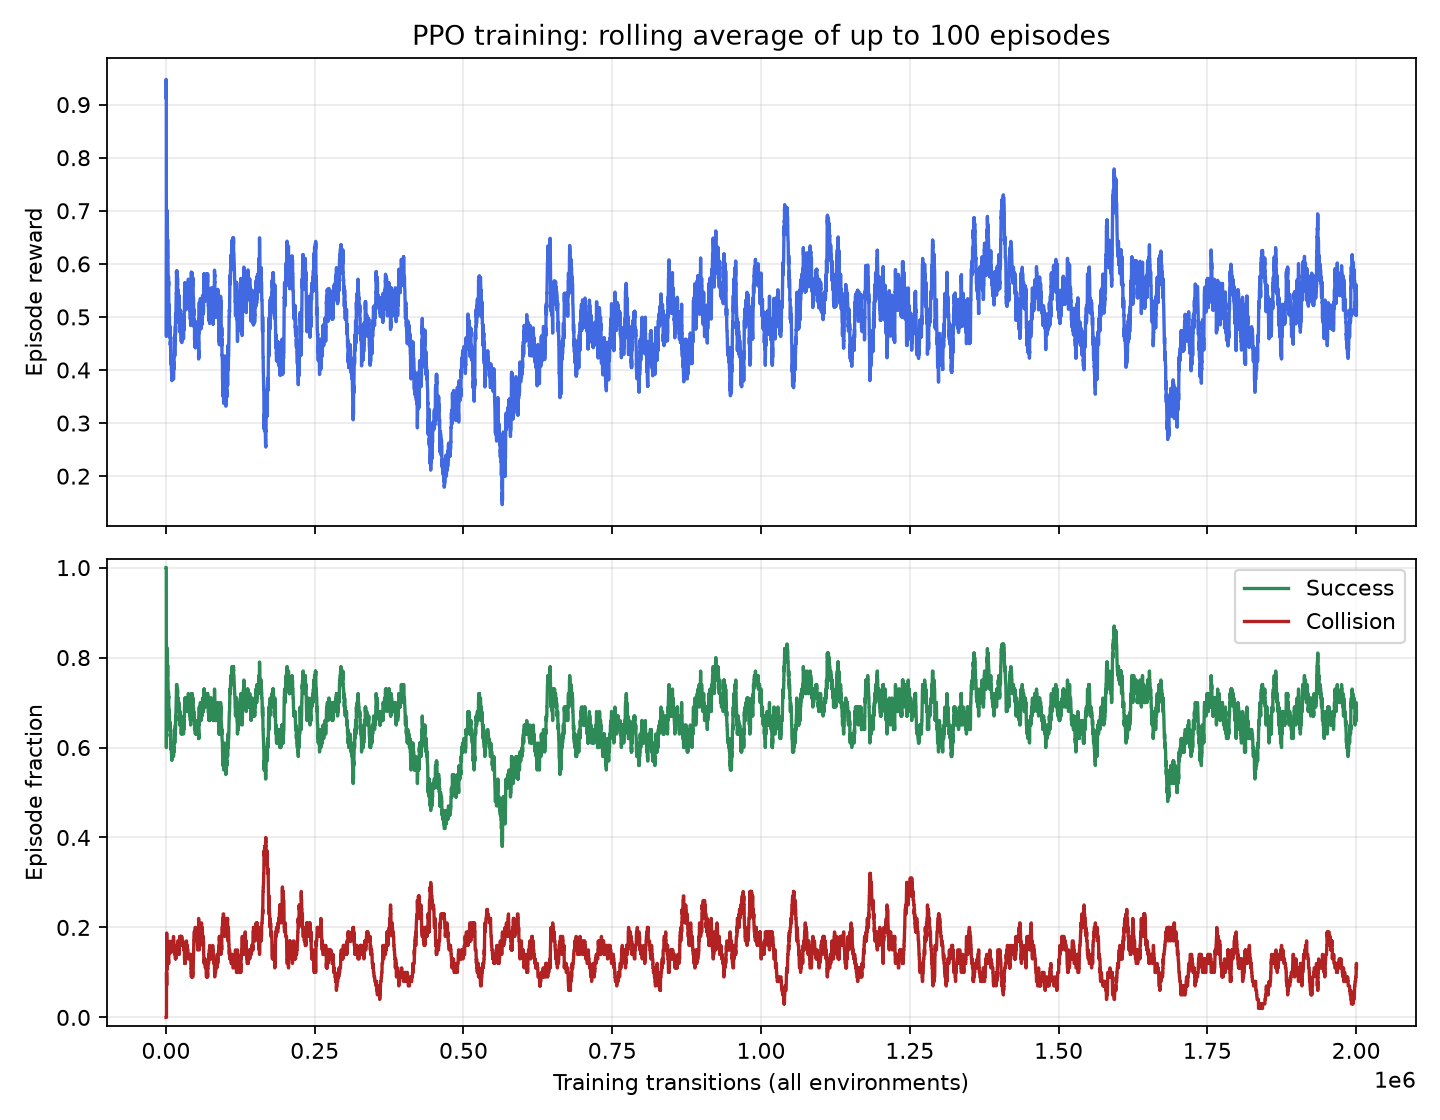 PPO training: rolling average of up to 100 episodes
Episode reward
0.9
0.8
0.7
0.6
0.5
0.4
0.3
0.2
Episode fraction
1.0
0.8
0.6
0.4
0.2
0.0
Success
Collision
0.00 0.25 0.50 0.75 1.00 1.25 1.50 1.75 2.00
Training transitions (all environments)
1e6